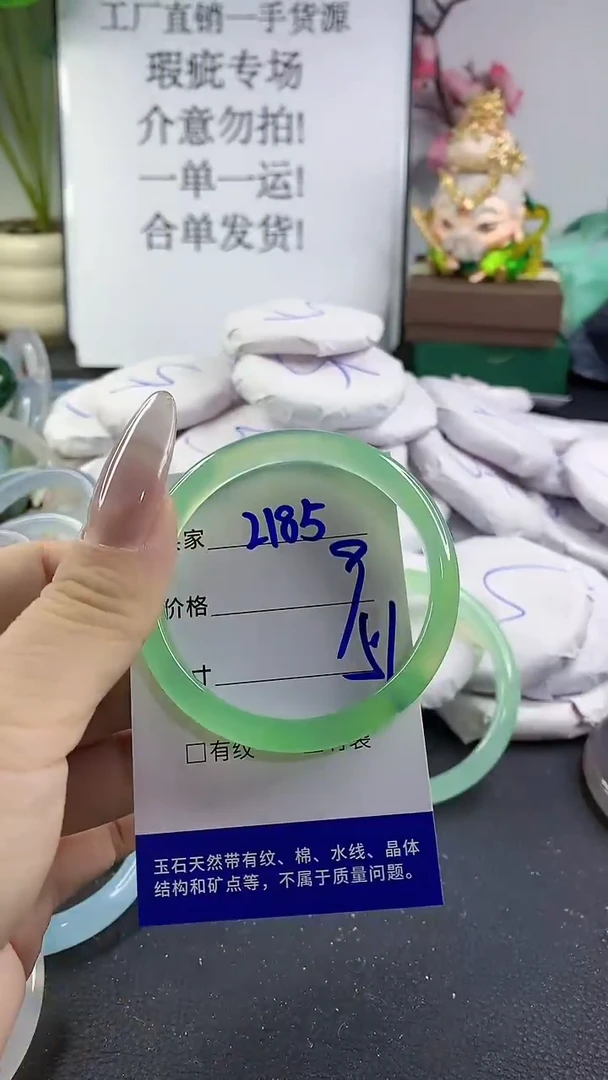 工厂直销一手货源
瑕疵专场
介意勿拍!
一单一运!
合单发货!
家 2185
价格
寸 51
□有纹
玉石天然带有纹、棉、水线、晶体
结构和矿点等，不属于质量问题。